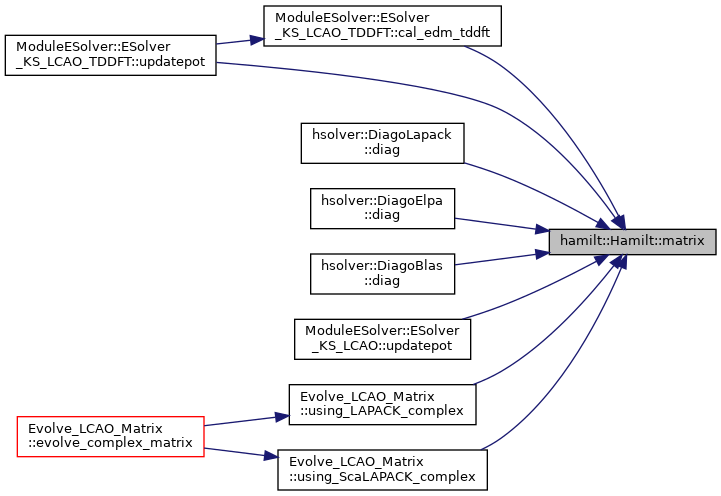 ModuleESolver::ESolver
_KS_LCAO_TDDFT::cal_edm_tddft
ModuleESolver::ESolver
_KS_LCAO_TDDFT::updatepot
hsolver::DiagoLapack
::diag
hsolver::DiagoElpa
::diag
hamilt::Hamilt::matrix
hsolver::DiagoBlas
::diag
ModuleESolver::ESolver
_KS_LCAO::updatepot
Evolve_LCAO_Matrix
::using_LAPACK_complex
Evolve_LCAO_Matrix
::evolve_complex_matrix
Evolve_LCAO_Matrix
::using_ScaLAPACK_complex